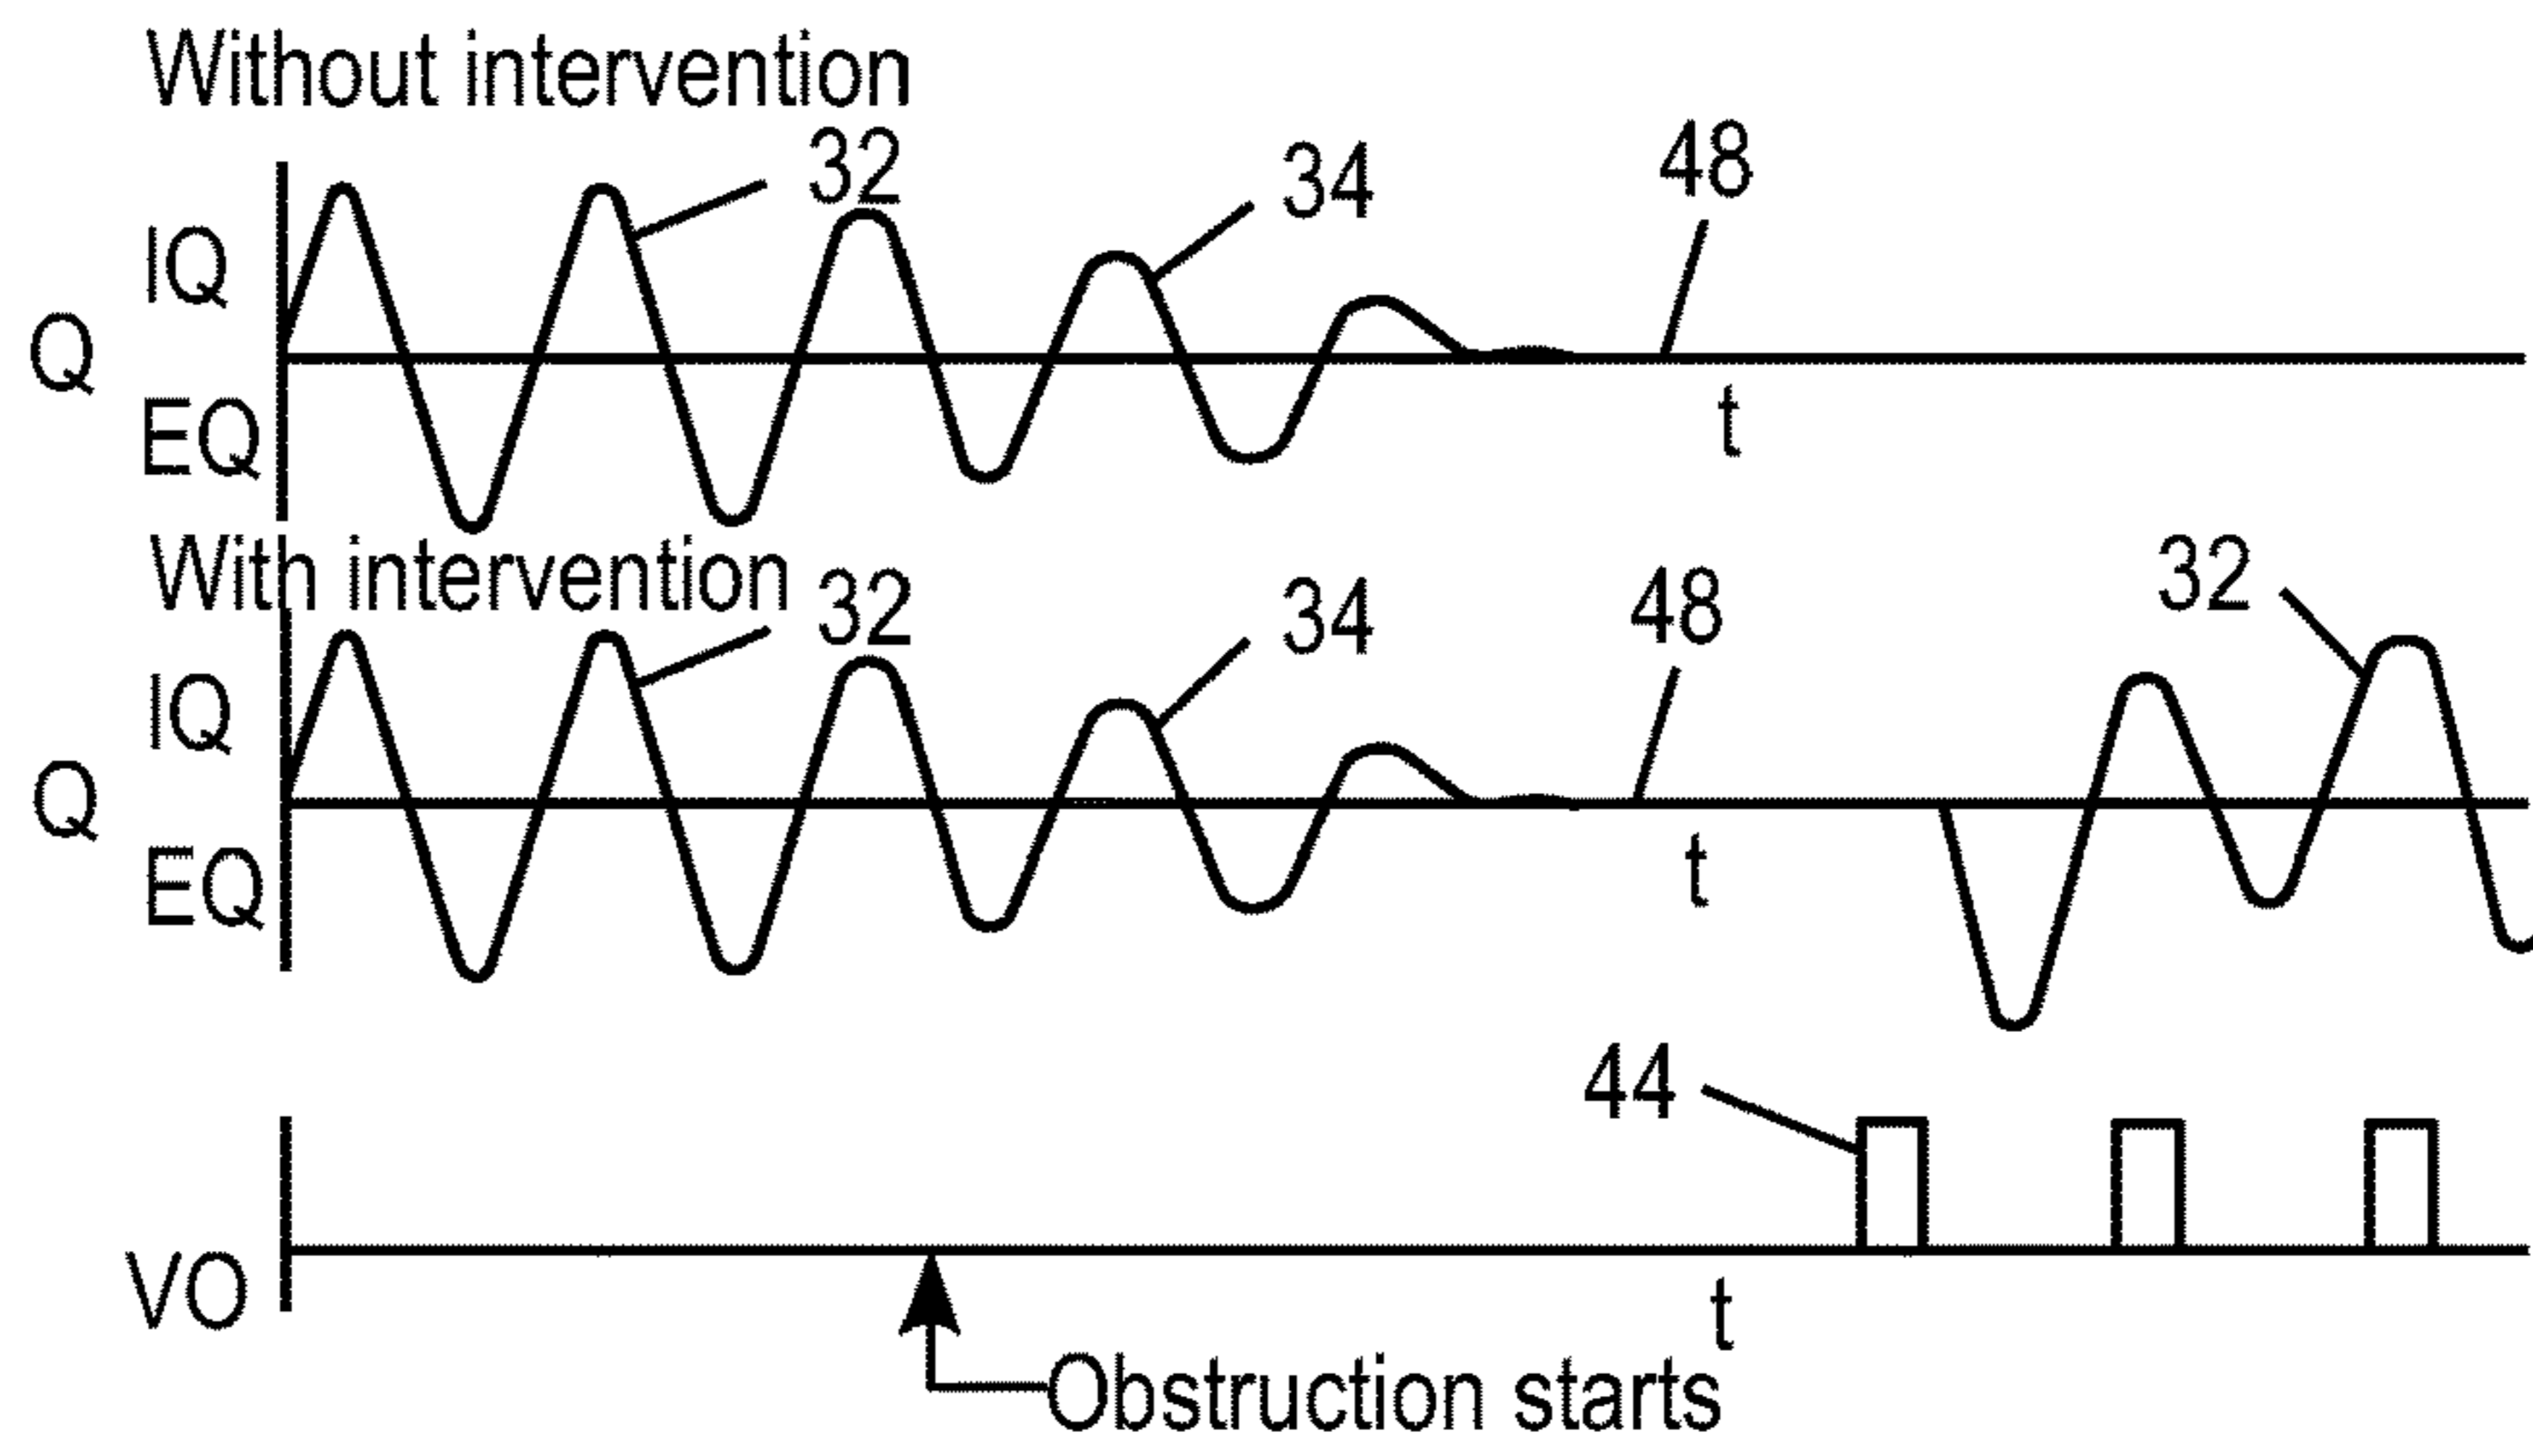 Without intervention
32
34
48
IQ
Q
EQ
t
With intervention
32
34
48
32
IQ
Q
EQ
t
44
VO
t
Obstruction starts